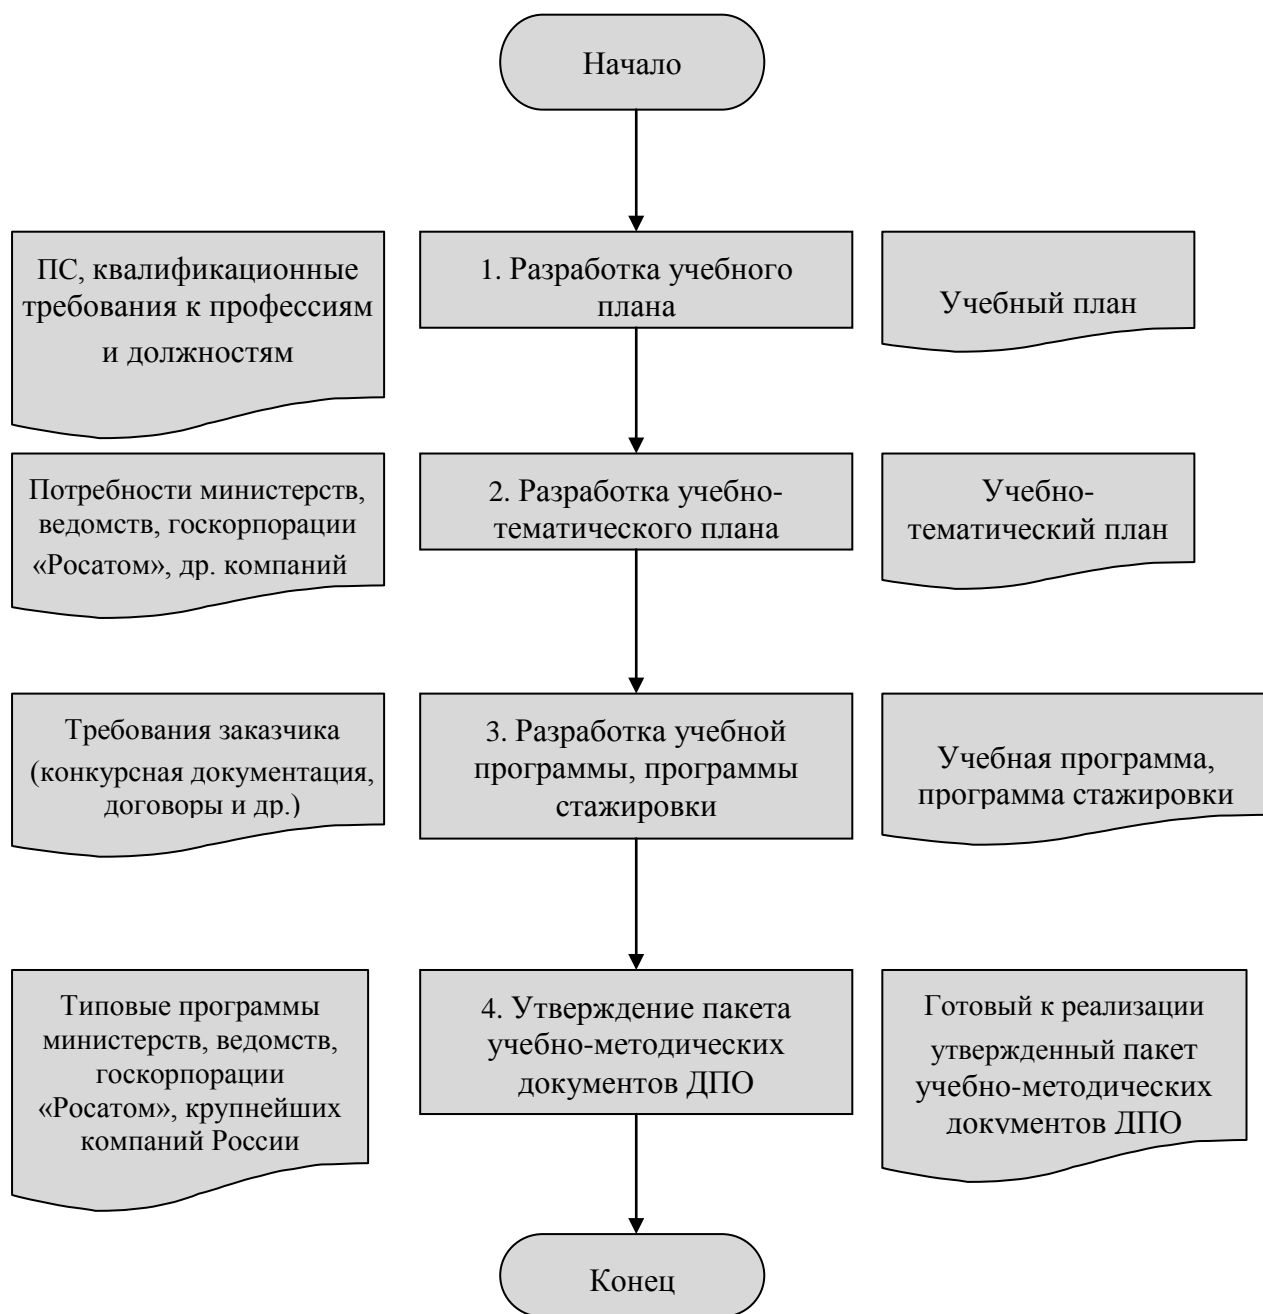 Начало
ПС, квалификационные
требования к профессиям
и должностям
1. Разработка учебного
плана
Учебный план
Потребности министерств,
ведомств, госкорпорации
«Росатом», др. компаний
2. Разработка учебно-
тематического плана
Учебно-
тематический план
Требования заказчика
(конкурсная документация,
договоры и др.)
3. Разработка учебной
программы, программы
стажировки
Учебная программа,
программа стажировки
Типовые программы
министерств, ведомств,
госкорпорации
«Росатом», крупнейших
компаний России
4. Утверждение пакета
учебно-методических
документов ДПО
Готовый к реализации
утвержденный пакет
учебно-методических
документов ДПО
Конец